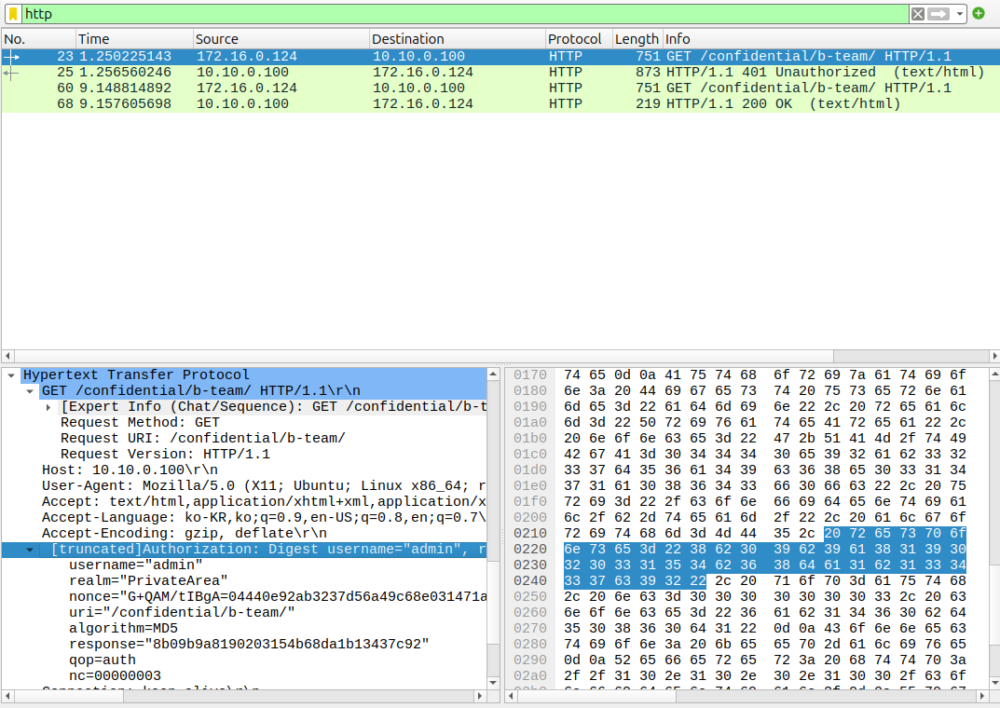 http
No. Time Source Destination Protocol Length Info
23 1.250225143 172.16.0.124 10.10.0.100 HTTP 751 GET /confidential/b-team/ HTTP/1.1
25 1.256560246 10.10.0.100 172.16.0.124 HTTP 873 HTTP/1.1 401 Unauthorized (text/html)
60 9.148814892 172.16.0.124 10.10.0.100 HTTP 751 GET /confidential/b-team/ HTTP/1.1
68 9.157605698 10.10.0.100 172.16.0.124 HTTP 219 HTTP/1.1 200 OK (text/html)
Hypertext Transfer Protocol
GET /confidential/b-team/ HTTP/1.1\r\n
[Expert Info (Chat/Sequence): GET /confidential/b-t
Request Method: GET
Request URI: /confidential/b-team/
Request Version: HTTP/1.1
Host: 10.10.0.100\r\n
User-Agent: Mozilla/5.0 (X11; Ubuntu; Linux x86_64; r
Accept: text/html,application/xhtml+xml,application/x
Accept-Language: ko-KR,ko;q=0.9,en-US;q=0.8,en;q=0.7\
Accept-Encoding: gzip, deflate\r\n
[truncated]Authorization: Digest username="admin", r
username="admin"
realm="PrivateArea"
nonce="G+QAM/tIBgA=04440e92ab3237d56a49c68e031471a
uri="/confidential/b-team/"
algorithm=MD5
response="8b09b9a8190203154b68da1b13437c92"
qop=auth
nc=00000003
0170 74 65 0d 0a 41 75 74 68 6f 72 69 7a 61 74 69 6f
0180 6e 3a 20 44 69 67 65 73 74 20 75 73 65 72 6e 61
0190 6d 65 3d 22 61 64 6d 69 6e 22 2c 20 72 65 61 6c
01a0 6d 3d 22 50 72 69 76 61 74 65 41 72 65 61 22 2c
01b0 20 6e 6f 6e 63 65 3d 22 47 2b 51 41 4d 2f 74 49
01c0 42 67 41 3d 30 34 34 34 30 65 39 32 61 62 33 32
01d0 33 37 64 35 36 61 34 39 63 36 38 65 30 33 31 34
01e0 37 31 61 30 38 36 34 33 66 30 66 63 22 2c 20 75
01f0 72 69 3d 22 2f 63 6f 6e 66 69 64 65 6e 74 69 61
0200 6c 2f 62 2d 74 65 61 6d 2f 22 2c 20 61 6c 67 6f
0210 72 69 74 68 6d 3d 4d 44 35 2c 20 72 65 73 70 6f
0220 6e 73 65 3d 22 38 62 30 39 62 39 61 38 31 39 30
0230 32 30 33 31 35 34 62 36 38 64 61 31 62 31 33 34
0240 33 37 63 39 32 22 2c 20 71 6f 70 3d 61 75 74 68
0250 2c 20 6e 63 3d 30 30 30 30 30 30 30 33 2c 20 63
0260 6e 6f 6e 63 65 3d 22 36 61 62 31 34 36 30 62 64
0270 35 30 38 36 30 64 31 22 0d 0a 43 6f 6e 6e 65 63
0280 74 69 6f 6e 3a 20 6b 65 65 70 2d 61 6c 69 76 65
0290 0d 0a 52 65 66 65 72 65 72 3a 20 68 74 74 70 3a
02a0 2f 2f 31 30 2e 31 30 2e 30 2e 31 30 30 2f 63 6f